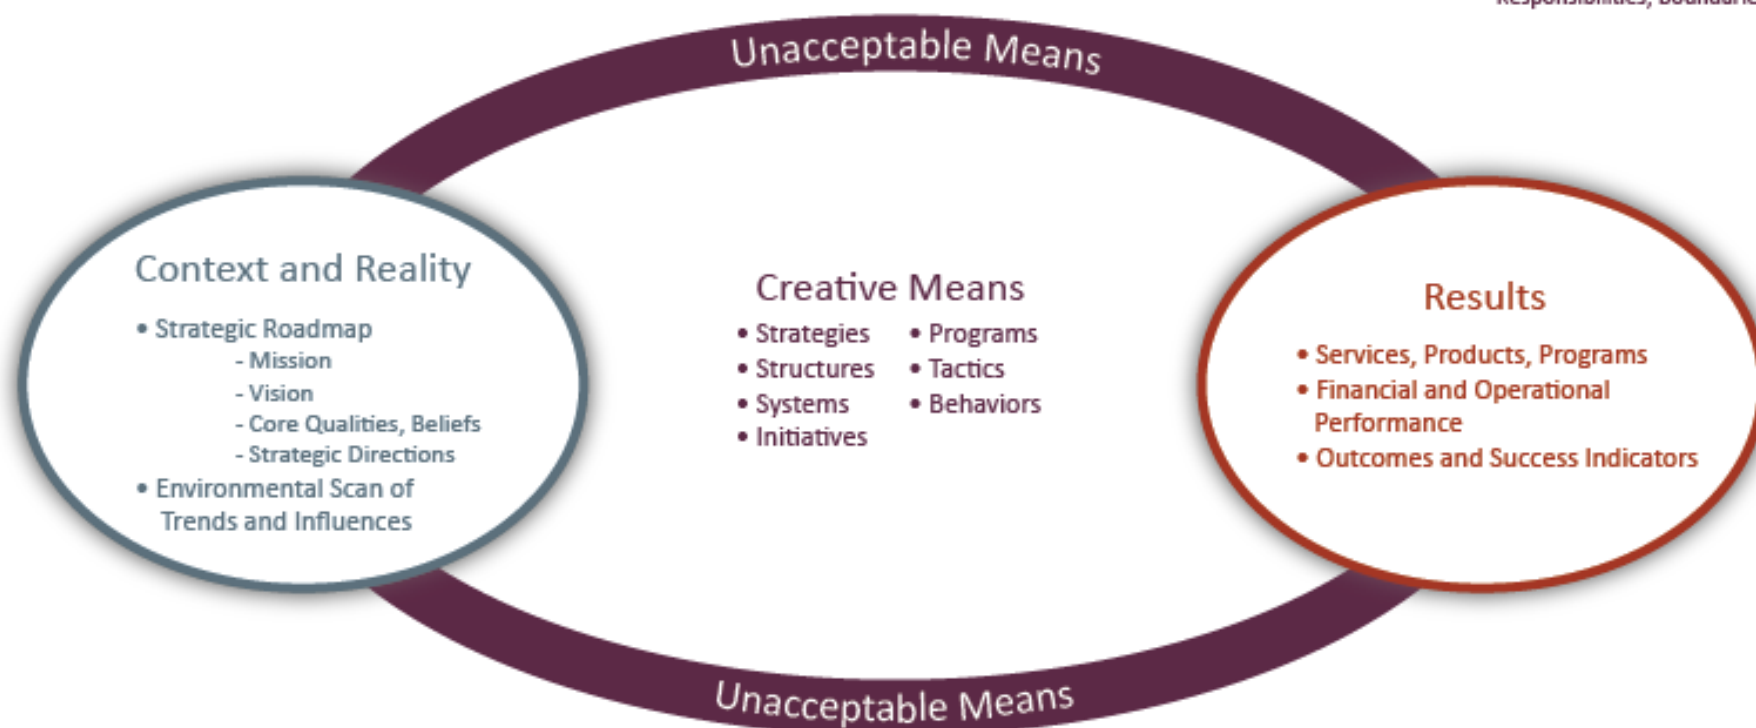 Responsibilities, Boundarie
Unacceptable Means
Context and Reality
• Strategic Roadmap
- Mission
- Vision
- Core Qualities, Beliefs
- Strategic Directions
• Environmental Scan of
Trends and Influences
Creative Means
• Strategies
• Structures
• Systems
• Initiatives
• Programs
• Tactics
• Behaviors
Results
• Services, Products, Programs
• Financial and Operational
Performance
• Outcomes and Success Indicators
Unacceptable Means